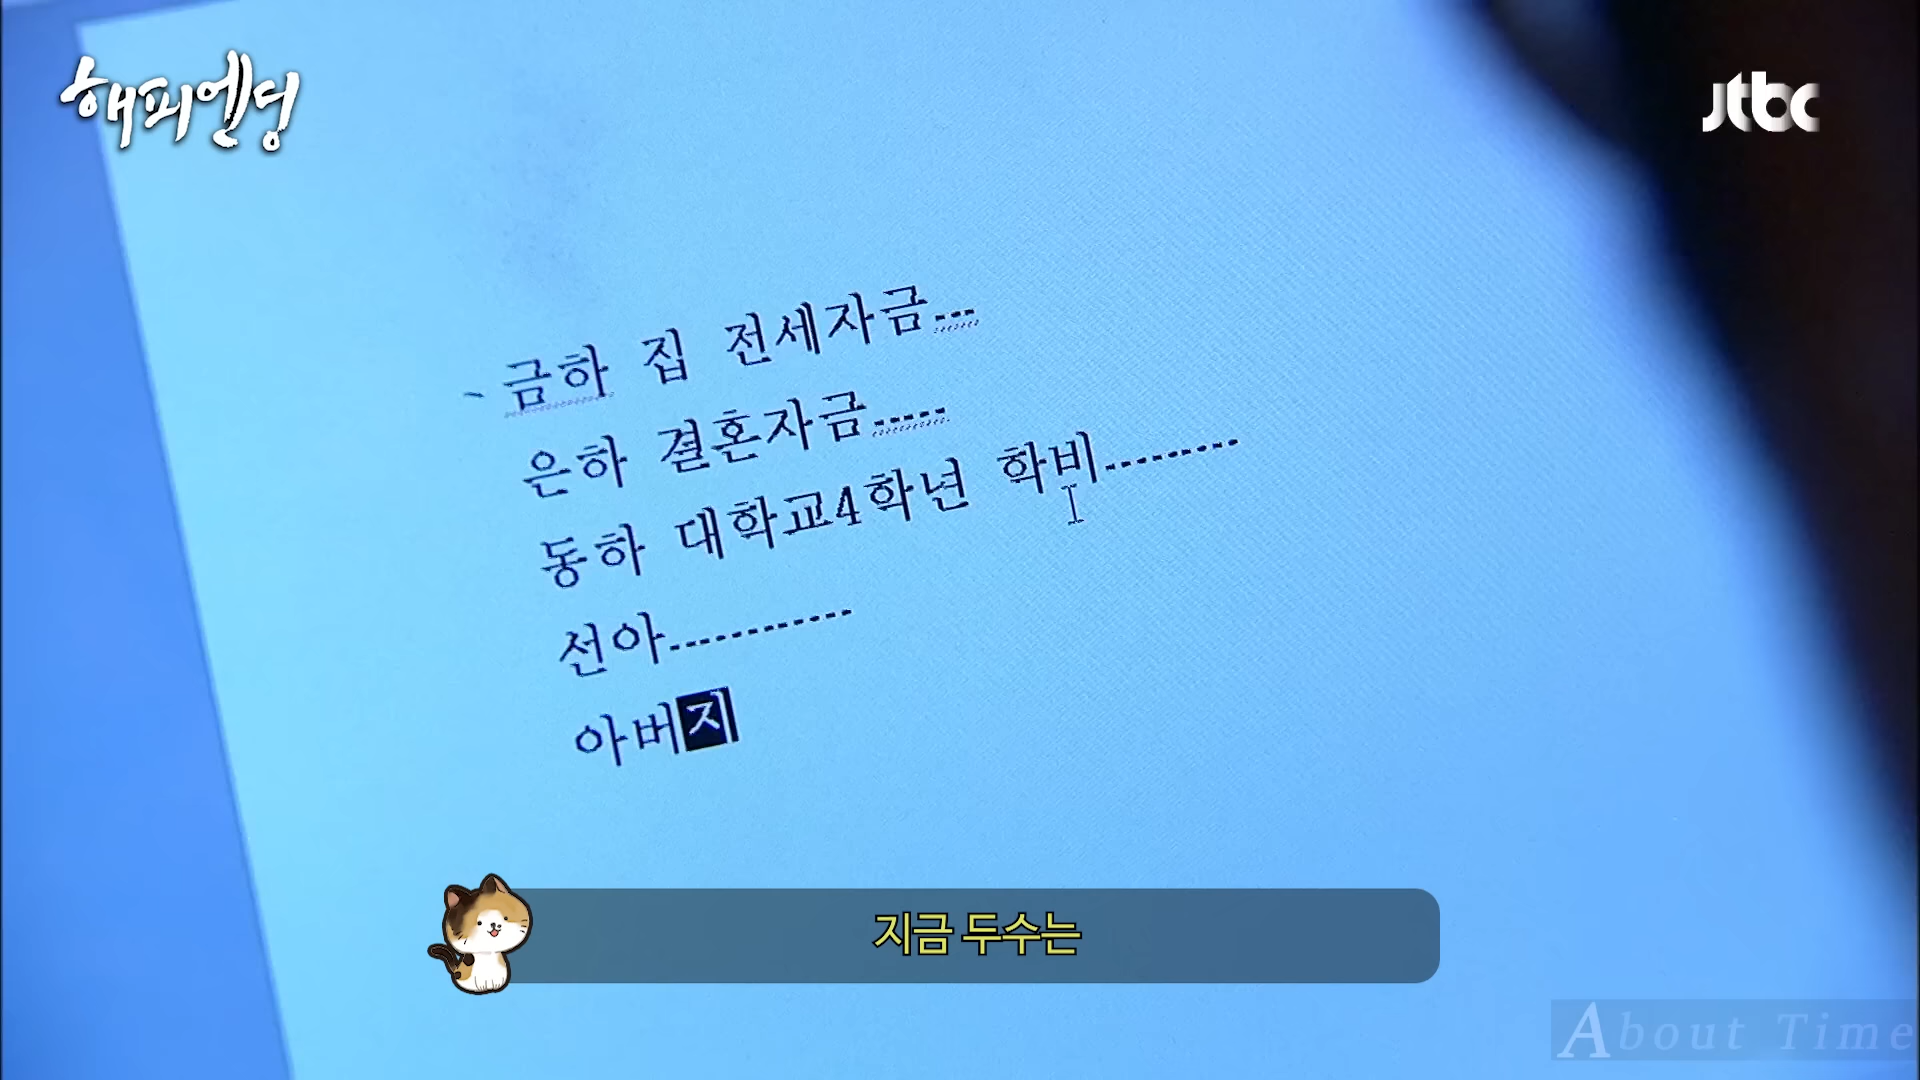 해피엔딩
jtbc
금하 집 전세자금...
은하 결혼자금.....
동하 대학교4학년 학비.........
선아............
아버지
지금 두수는
About Time